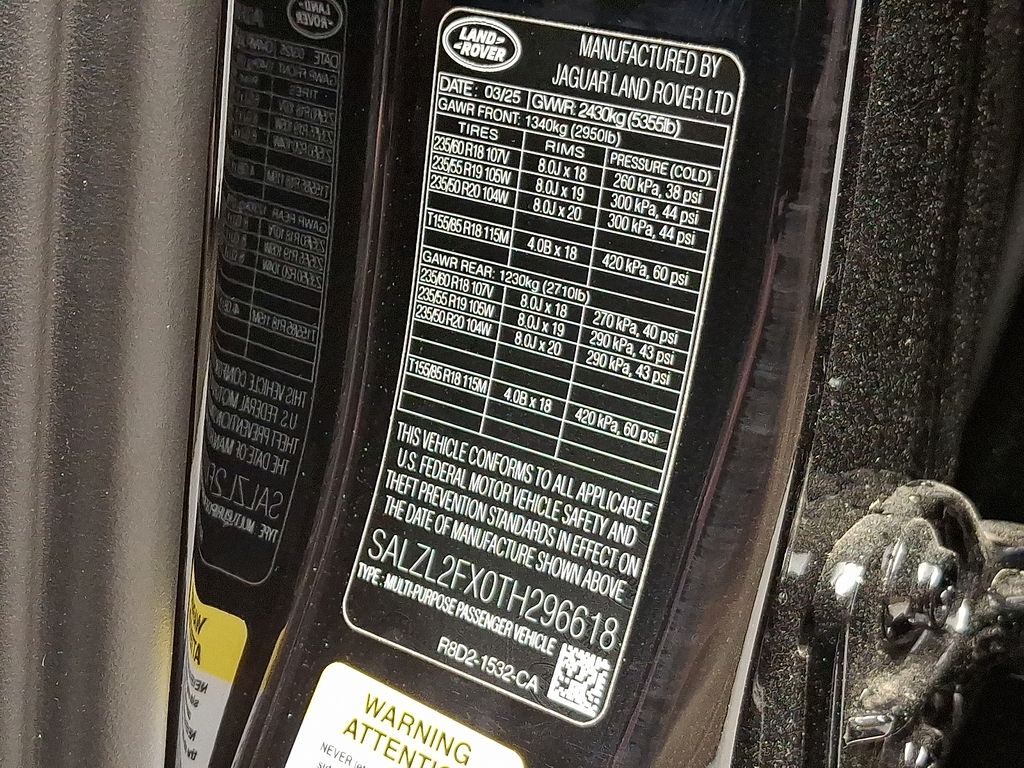 LAND ROVER
MANUFACTURED BY
JAGUAR LAND ROVER LTD
DATE: 03/25 GVWR: 2430kg (5355lb)
GAWR FRONT: 1340kg (2950lb)
TIRES RIMS PRESSURE (COLD)
235/60 R18 107V 8.0J x 18 260 kPa, 38 psi
235/55 R19 105W 8.0J x 19 300 kPa, 44 psi
235/50 R20 104W 8.0J x 20 300 kPa, 44 psi
T155/85 R18 115M 4.0B x 18 420 kPa, 60 psi
GAWR REAR: 1230kg (2710lb)
235/60 R18 107V 8.0J x 18 270 kPa, 40 psi
235/55 R19 105W 8.0J x 19 290 kPa, 43 psi
235/50 R20 104W 8.0J x 20 290 kPa, 43 psi
T155/85 R18 115M 4.0B x 18 420 kPa, 60 psi
THIS VEHICLE CONFORMS TO ALL APPLICABLE
U.S. FEDERAL MOTOR VEHICLE SAFETY AND
THEFT PREVENTION STANDARDS IN EFFECT ON
THE DATE OF MANUFACTURE SHOWN ABOVE
SALZL2FX0TH296618
TYPE: MULTI-PURPOSE PASSENGER VEHICLE
R8D2-1532-CA
WARNING
NEVER